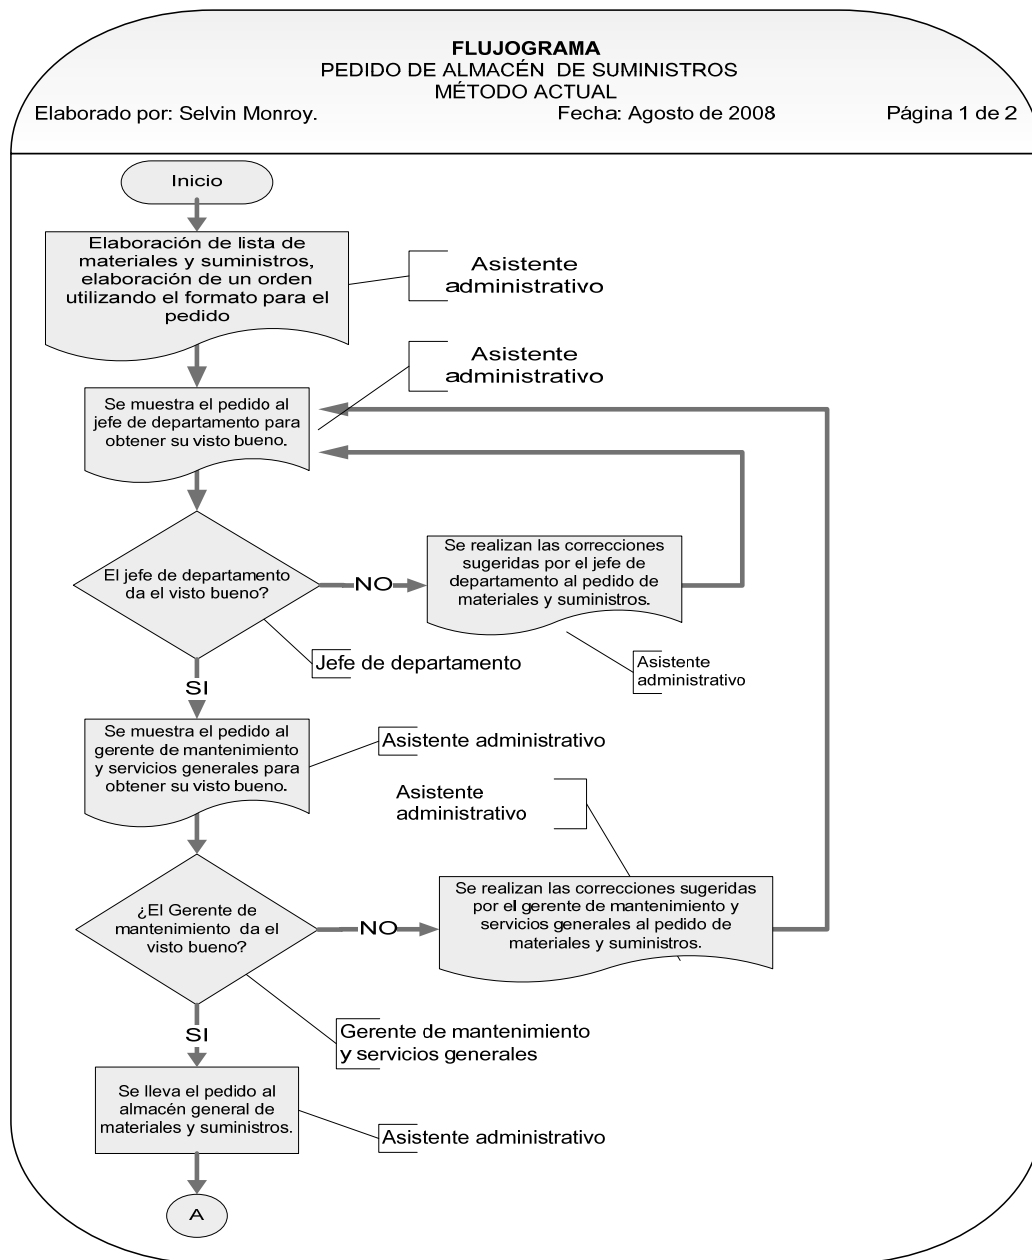 FLUJOGRAMA
PEDIDO DE ALMACÉN DE SUMINISTROS
MÉTODO ACTUAL
Elaborado por: Selvin Monroy. Fecha: Agosto de 2008 Página 1 de 2
Inicio
Elaboración de lista de
materiales y suministros,
elaboración de un orden
utilizando el formato para el
pedido
Asistente
administrativo
Se muestra el pedido al
jefe de departamento para
obtener su visto bueno.
Asistente
administrativo
El jefe de departamento
da el visto bueno?
NO
Se realizan las correcciones
sugeridas por el jefe de
departamento al pedido de
materiales y suministros.
Jefe de departamento
Asistente
administrativo
SI
Se muestra el pedido al
gerente de mantenimiento
y servicios generales para
obtener su visto bueno.
Asistente administrativo
Asistente
administrativo
¿El Gerente de
mantenimiento da el
visto bueno?
NO
Se realizan las correcciones sugeridas
por el gerente de mantenimiento y
servicios generales al pedido de
materiales y suministros.
Gerente de mantenimiento
y servicios generales
SI
Se lleva el pedido al
almacén general de
materiales y suministros.
Asistente administrativo
A